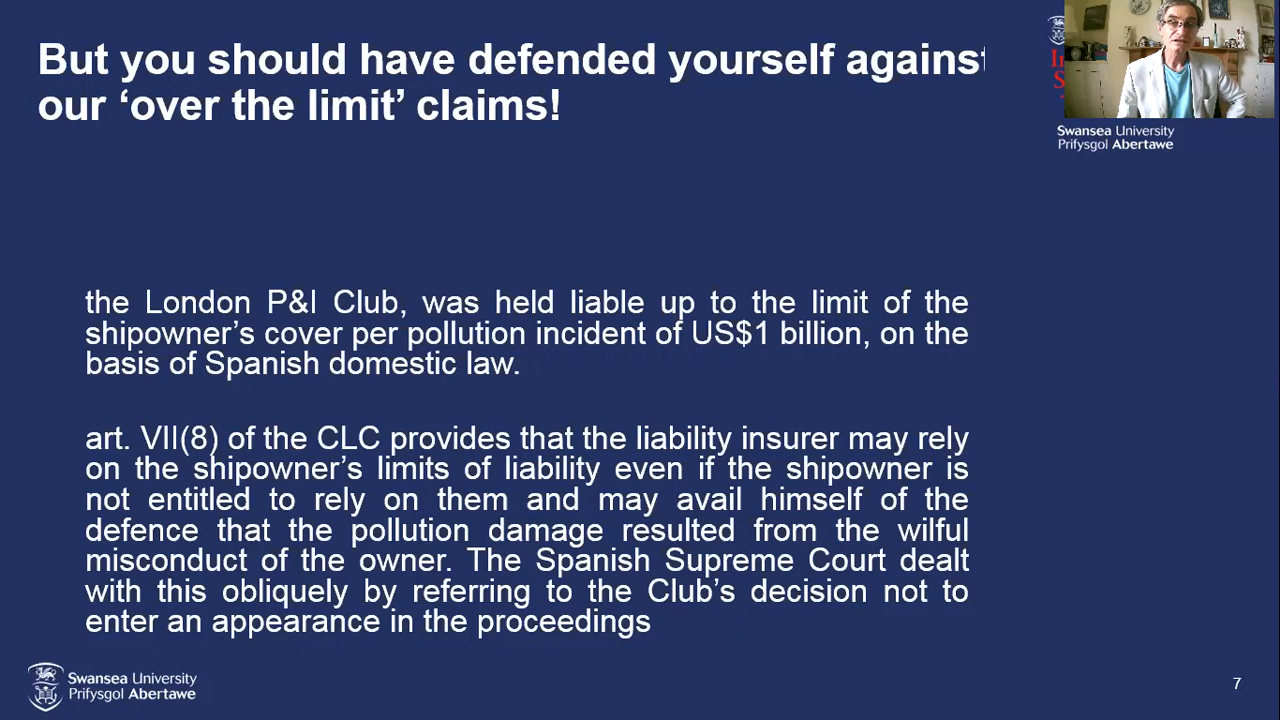 But you should have defended yourself against
our ‘over the limit’ claims!
Swansea University
Prifysgol Abertawe
the London P&I Club, was held liable up to the limit of the
shipowner’s cover per pollution incident of US$1 billion, on the
basis of Spanish domestic law.
art. VII(8) of the CLC provides that the liability insurer may rely
on the shipowner’s limits of liability even if the shipowner is
not entitled to rely on them and may avail himself of the
defence that the pollution damage resulted from the wilful
misconduct of the owner. The Spanish Supreme Court dealt
with this obliquely by referring to the Club’s decision not to
enter an appearance in the proceedings
Swansea University
Prifysgol Abertawe
7